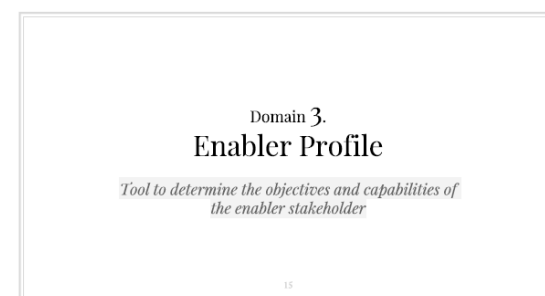 Domain 3.
Enabler Profile
Tool to determine the objectives and capabilities of
the enabler stakeholder
15